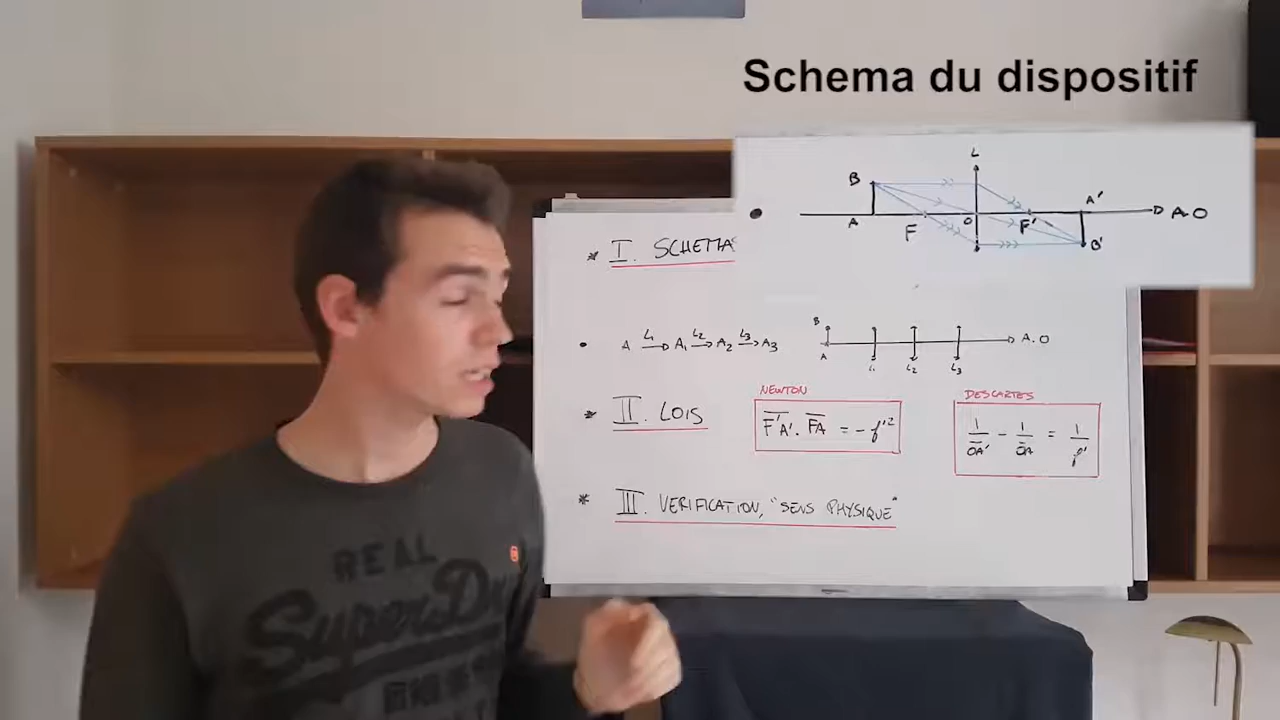 Schema du dispositif
L
B
A'
A
F
O
F'
A.O
B'
* I. SCHEMA
B
• A L₁→ A₁ L₂→ A₂ L₃→ A₃
A.O
A
L₁ L₂ L₃
NEWTON
DESCARTES
* II. LOIS
F'A'. FA = - f'²
1/OA' - 1/OA = 1/f'
* III. VERIFICATION, "SENS PHYSIQUE"
REAL
SuperDry